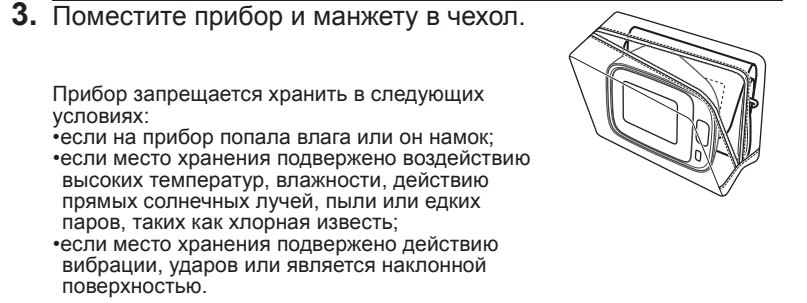 3. Поместите прибор и манжету в чехол.
Прибор запрещается хранить в следующих
условиях:
•если на прибор попала влага или он намок;
•если место хранения подвержено воздействию
высоких температур, влажности, действию
прямых солнечных лучей, пыли или едких
паров, таких как хлорная известь;
•если место хранения подвержено действию
вибрации, ударов или является наклонной
поверхностью.